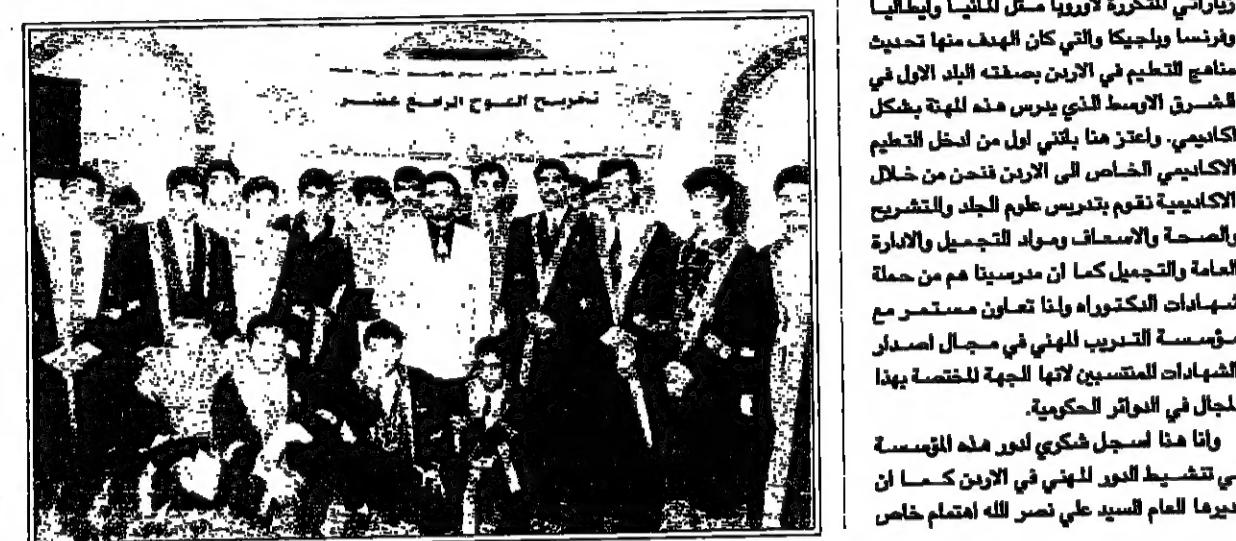 زياراتي المتكررة لاوروبا مثل المانيا وايطاليا
وفرنسا وبلجيكا والتي كان الهدف منها تحديث
مناهج التعليم في الاردن بصفته البلد الاول في
الشرق الاوسط الذي يدرس هذه المهنة بشكل
اكاديمي. واعتز هنا بانني اول من ادخل التعليم
الاكاديمي الخاص الى الاردن فنحن من خلال
الاكاديمية نقوم بتدريس علوم الجلد والتشريح
والصحة والاسعاف ومواد التجميل والادارة
العامة والتجميل كما ان مدرسينا هم من حملة
شهادات الدكتوراه ولنا تعاون مستمر مع
مؤسسة التدريب المهني في مجال اصدار
الشهادات للمنتسبين لانها الجهة المختصة بهذا
لمجال في الدوائر الحكومية.
وانا هنا اسجل شكري لدور هذه المؤسسة
ي تنشيط الدور المهني في الاردن كما ان
ديرها العام السيد علي نصر الله اهتمام خاص
تخريج الفوج الرابع عشر